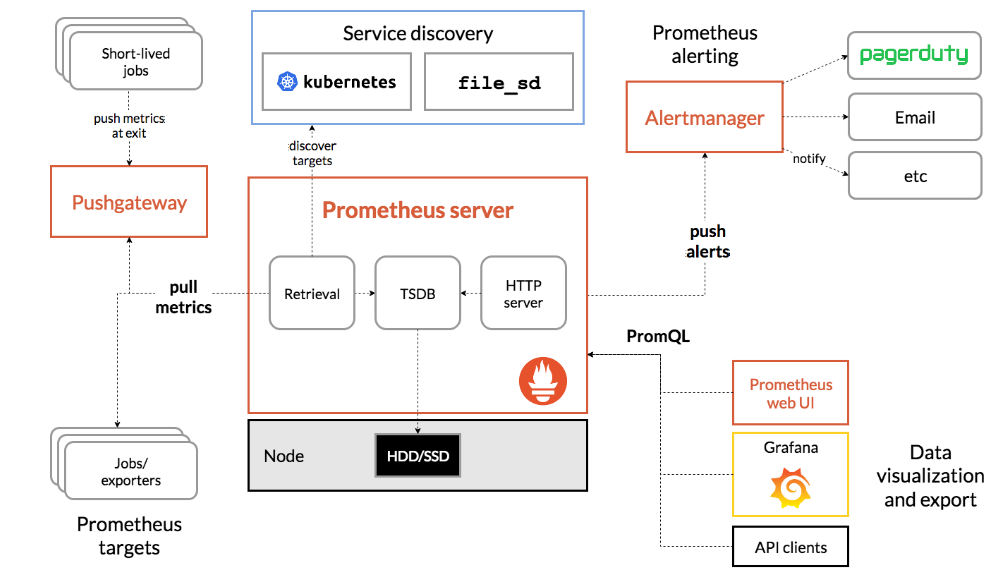 Short-lived
jobs
push metrics
at exit
Pushgateway
Service discovery
kubernetes
file_sd
discover
targets
Prometheus
alerting
Alertmanager
pagerduty
Email
notify
etc
Prometheus server
Retrieval
TSDB
HTTP
server
pull
metrics
push
alerts
PromQL
Node
HDD/SSD
Jobs/
exporters
Prometheus
targets
Prometheus
web UI
Grafana
API clients
Data
visualization
and export